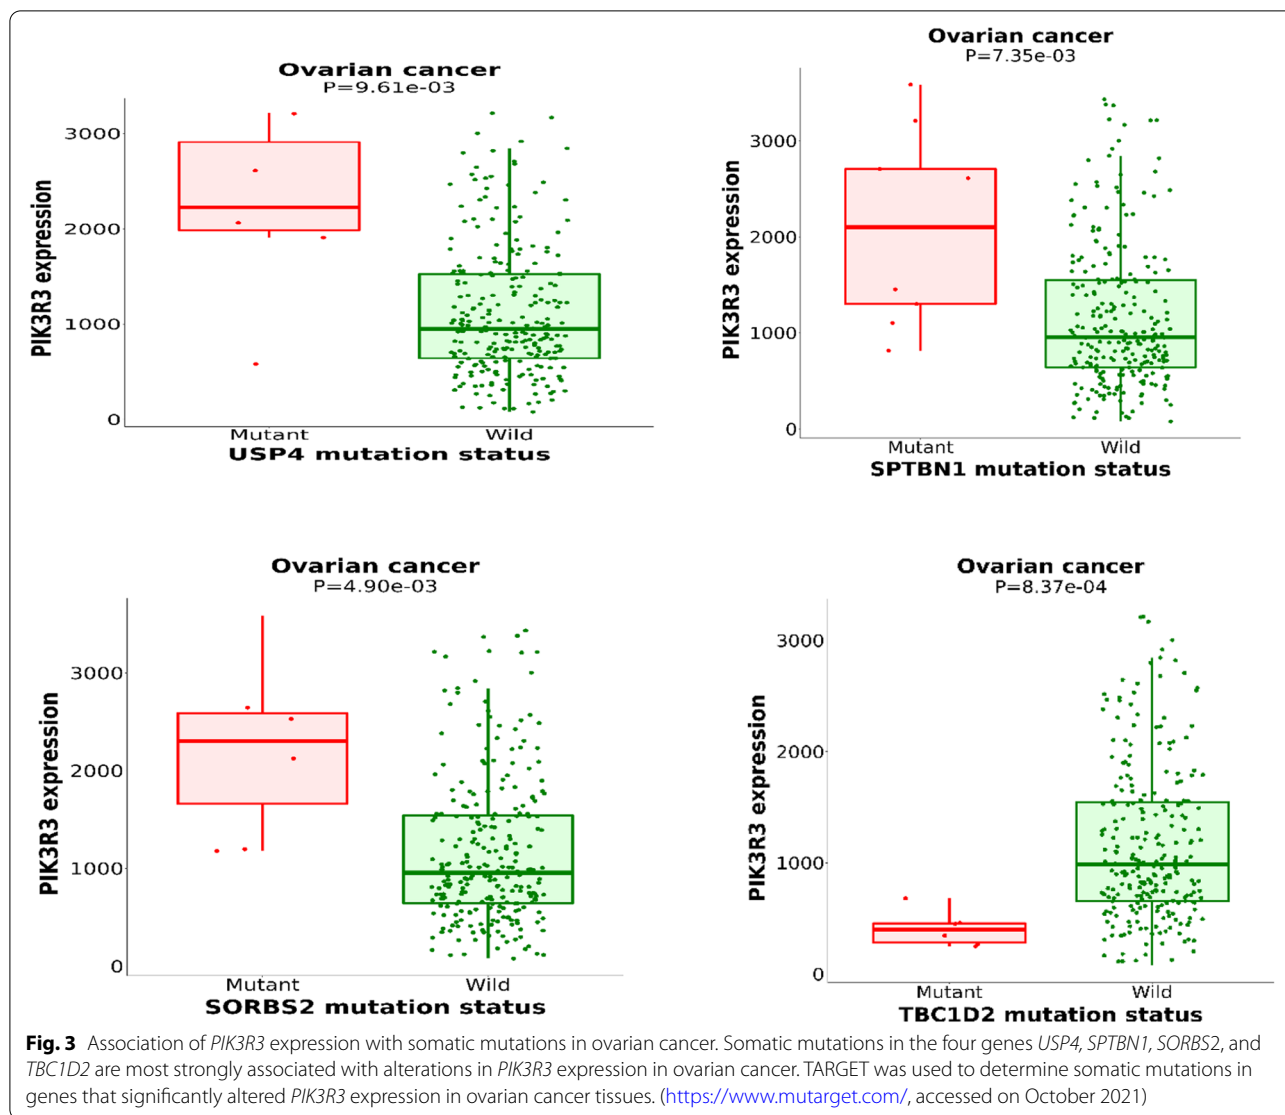 Ovarian cancer
P=9.61e-03
PIK3R3 expression
3000
2000
1000
0
Mutant Wild
USP4 mutation status
Ovarian cancer
P=7.35e-03
PIK3R3 expression
3000
2000
1000
0
Mutant Wild
SPTBN1 mutation status
Ovarian cancer
P=4.90e-03
PIK3R3 expression
3000
2000
1000
0
Mutant Wild
SORBS2 mutation status
Ovarian cancer
P=8.37e-04
PIK3R3 expression
3000
2000
1000
0
Mutant Wild
TBC1D2 mutation status
Fig. 3 Association of PIK3R3 expression with somatic mutations in ovarian cancer. Somatic mutations in the four genes USP4, SPTBN1, SORBS2, and
TBC1D2 are most strongly associated with alterations in PIK3R3 expression in ovarian cancer. TARGET was used to determine somatic mutations in
genes that significantly altered PIK3R3 expression in ovarian cancer tissues. (https://www.mutarget.com/, accessed on October 2021)